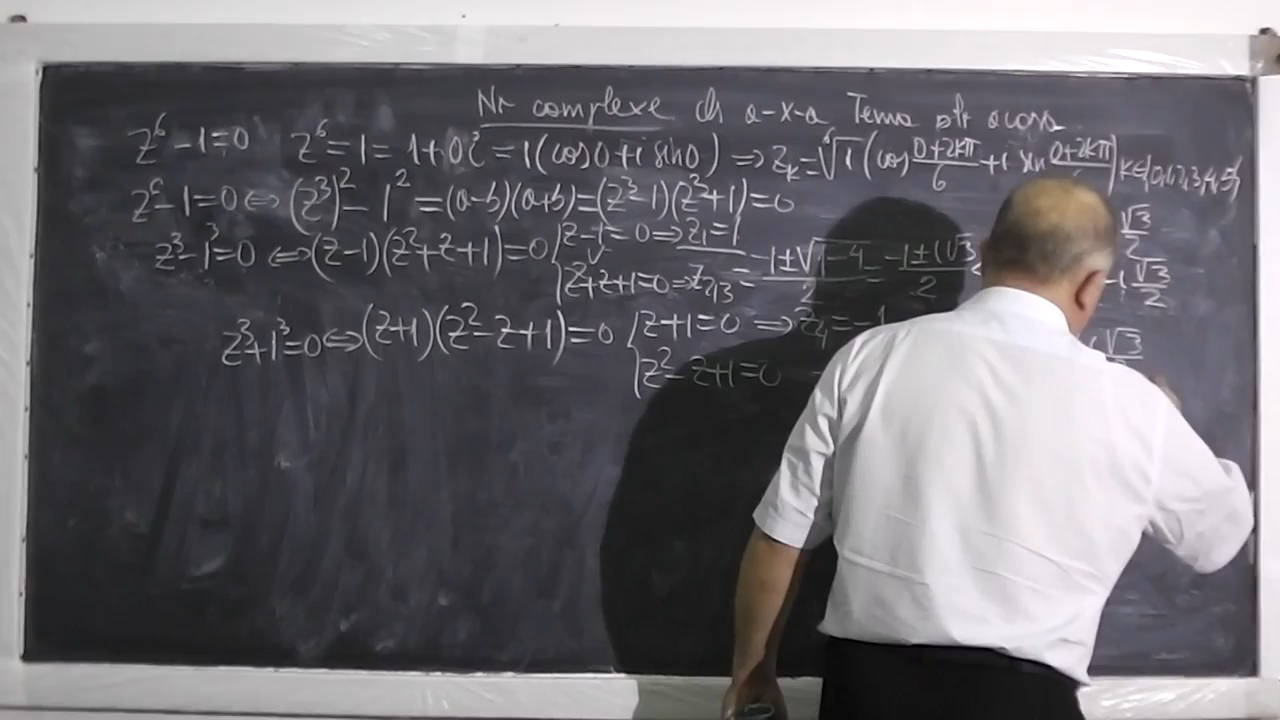 Nr complexe cls a-X-a Tema ptr acasa
z⁶-1=0 z⁶=1=1+0i=1(cos0+i sin0) ⇒ z_k=⁶√1(cos (0+2kπ)/6 + i sin (0+2kπ)/6) k∈{0,1,2,3,4,5}
z⁶-1=0 ⇔ (z³)²-1²=(a-b)(a+b)=(z³-1)(z³+1)=0
z³-1³=0 ⇔ (z-1)(z²+z+1)=0 { z-1=0 ⇒ z₁=1 √3/2
z²+z+1=0 ⇒ z₂,₃=(-1±√(1-4))/2=(-1±i√3)/2 -i √3/2
z³+1³=0 ⇔ (z+1)(z²-z+1)=0 { z+1=0 ⇒ z₄=-1 √3
z²-z+1=0